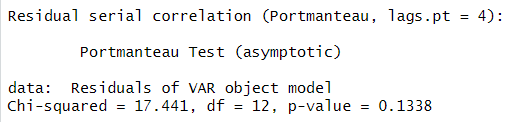 Residual serial correlation (Portmanteau, lags.pt = 4):
Portmanteau Test (asymptotic)
data:  Residuals of VAR object model
Chi-squared = 17.441, df = 12, p-value = 0.1338